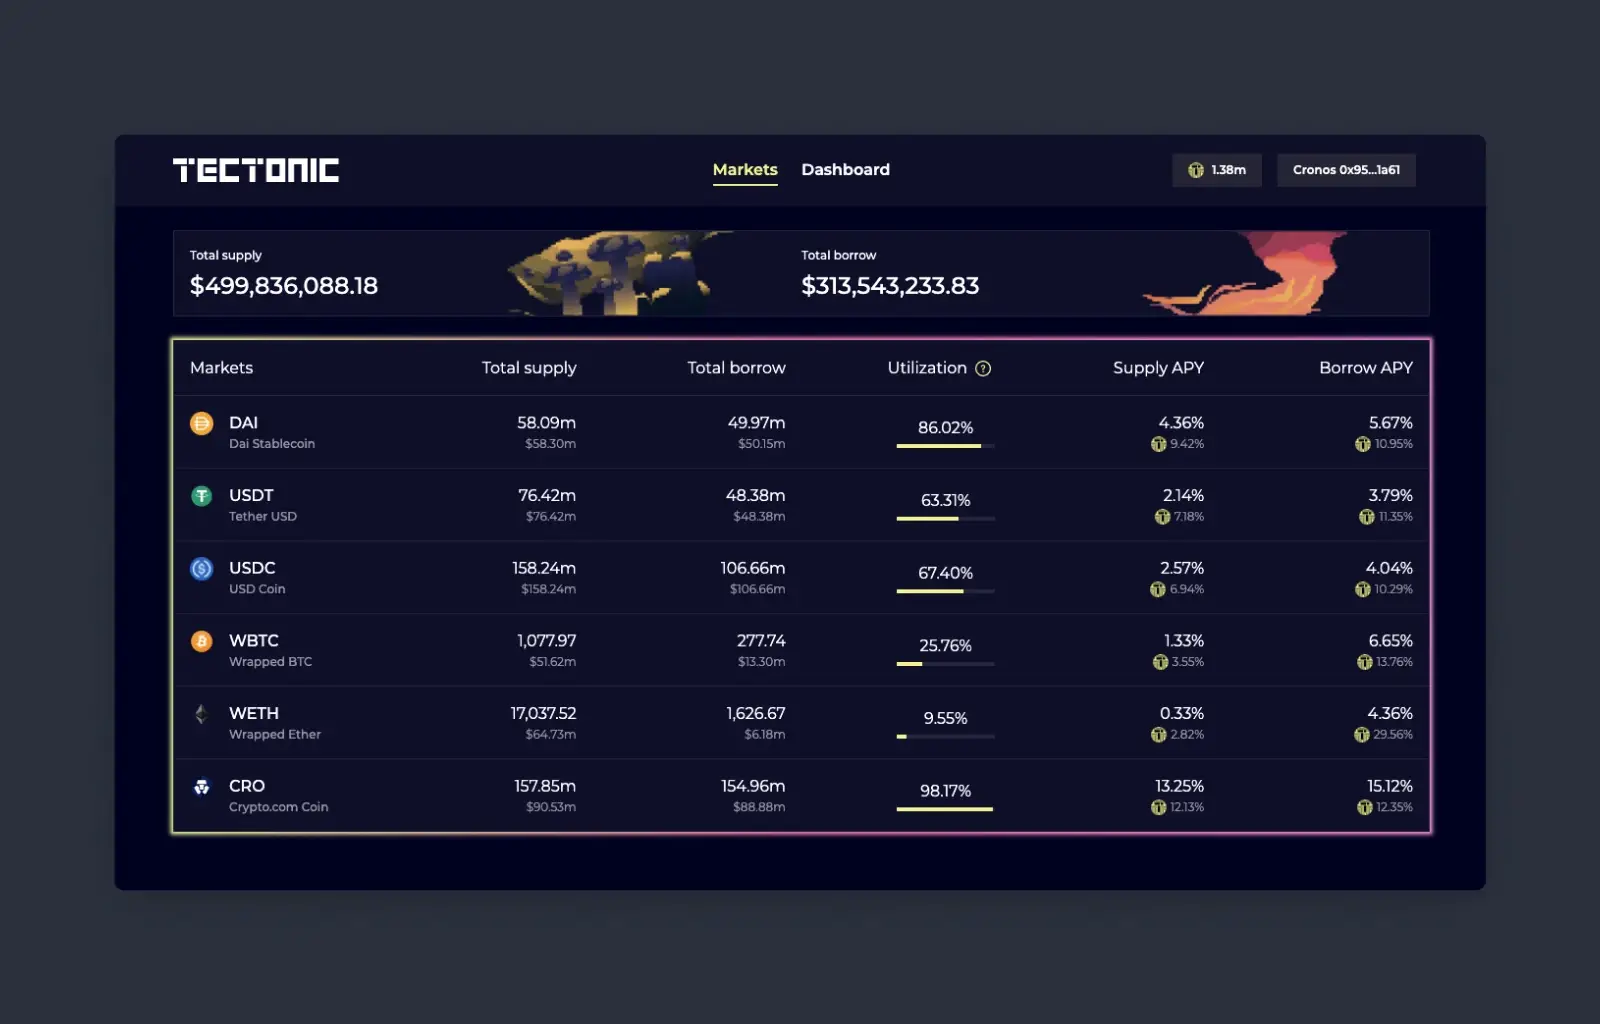 TECTONIC
Markets Dashboard
1.38m
Cronos 0x95...1a61
Total supply
$499,836,088.18
Total borrow
$313,543,233.83
Markets Total supply Total borrow Utilization ? Supply APY Borrow APY
DAI 58.09m 49.97m 86.02% 4.36% 5.67%
Dai Stablecoin $58.30m $50.15m 9.42% 10.95%
USDT 76.42m 48.38m 63.31% 2.14% 3.79%
Tether USD $76.42m $48.38m 7.18% 11.35%
USDC 158.24m 106.66m 67.40% 2.57% 4.04%
USD Coin $158.24m $106.66m 6.94% 10.29%
WBTC 1,077.97 277.74 25.76% 1.33% 6.65%
Wrapped BTC $51.62m $13.30m 3.55% 13.76%
WETH 17,037.52 1,626.67 9.55% 0.33% 4.36%
Wrapped Ether $64.73m $6.18m 2.82% 29.56%
CRO 157.85m 154.96m 98.17% 13.25% 15.12%
Crypto.com Coin $90.53m $88.88m 12.13% 12.35%